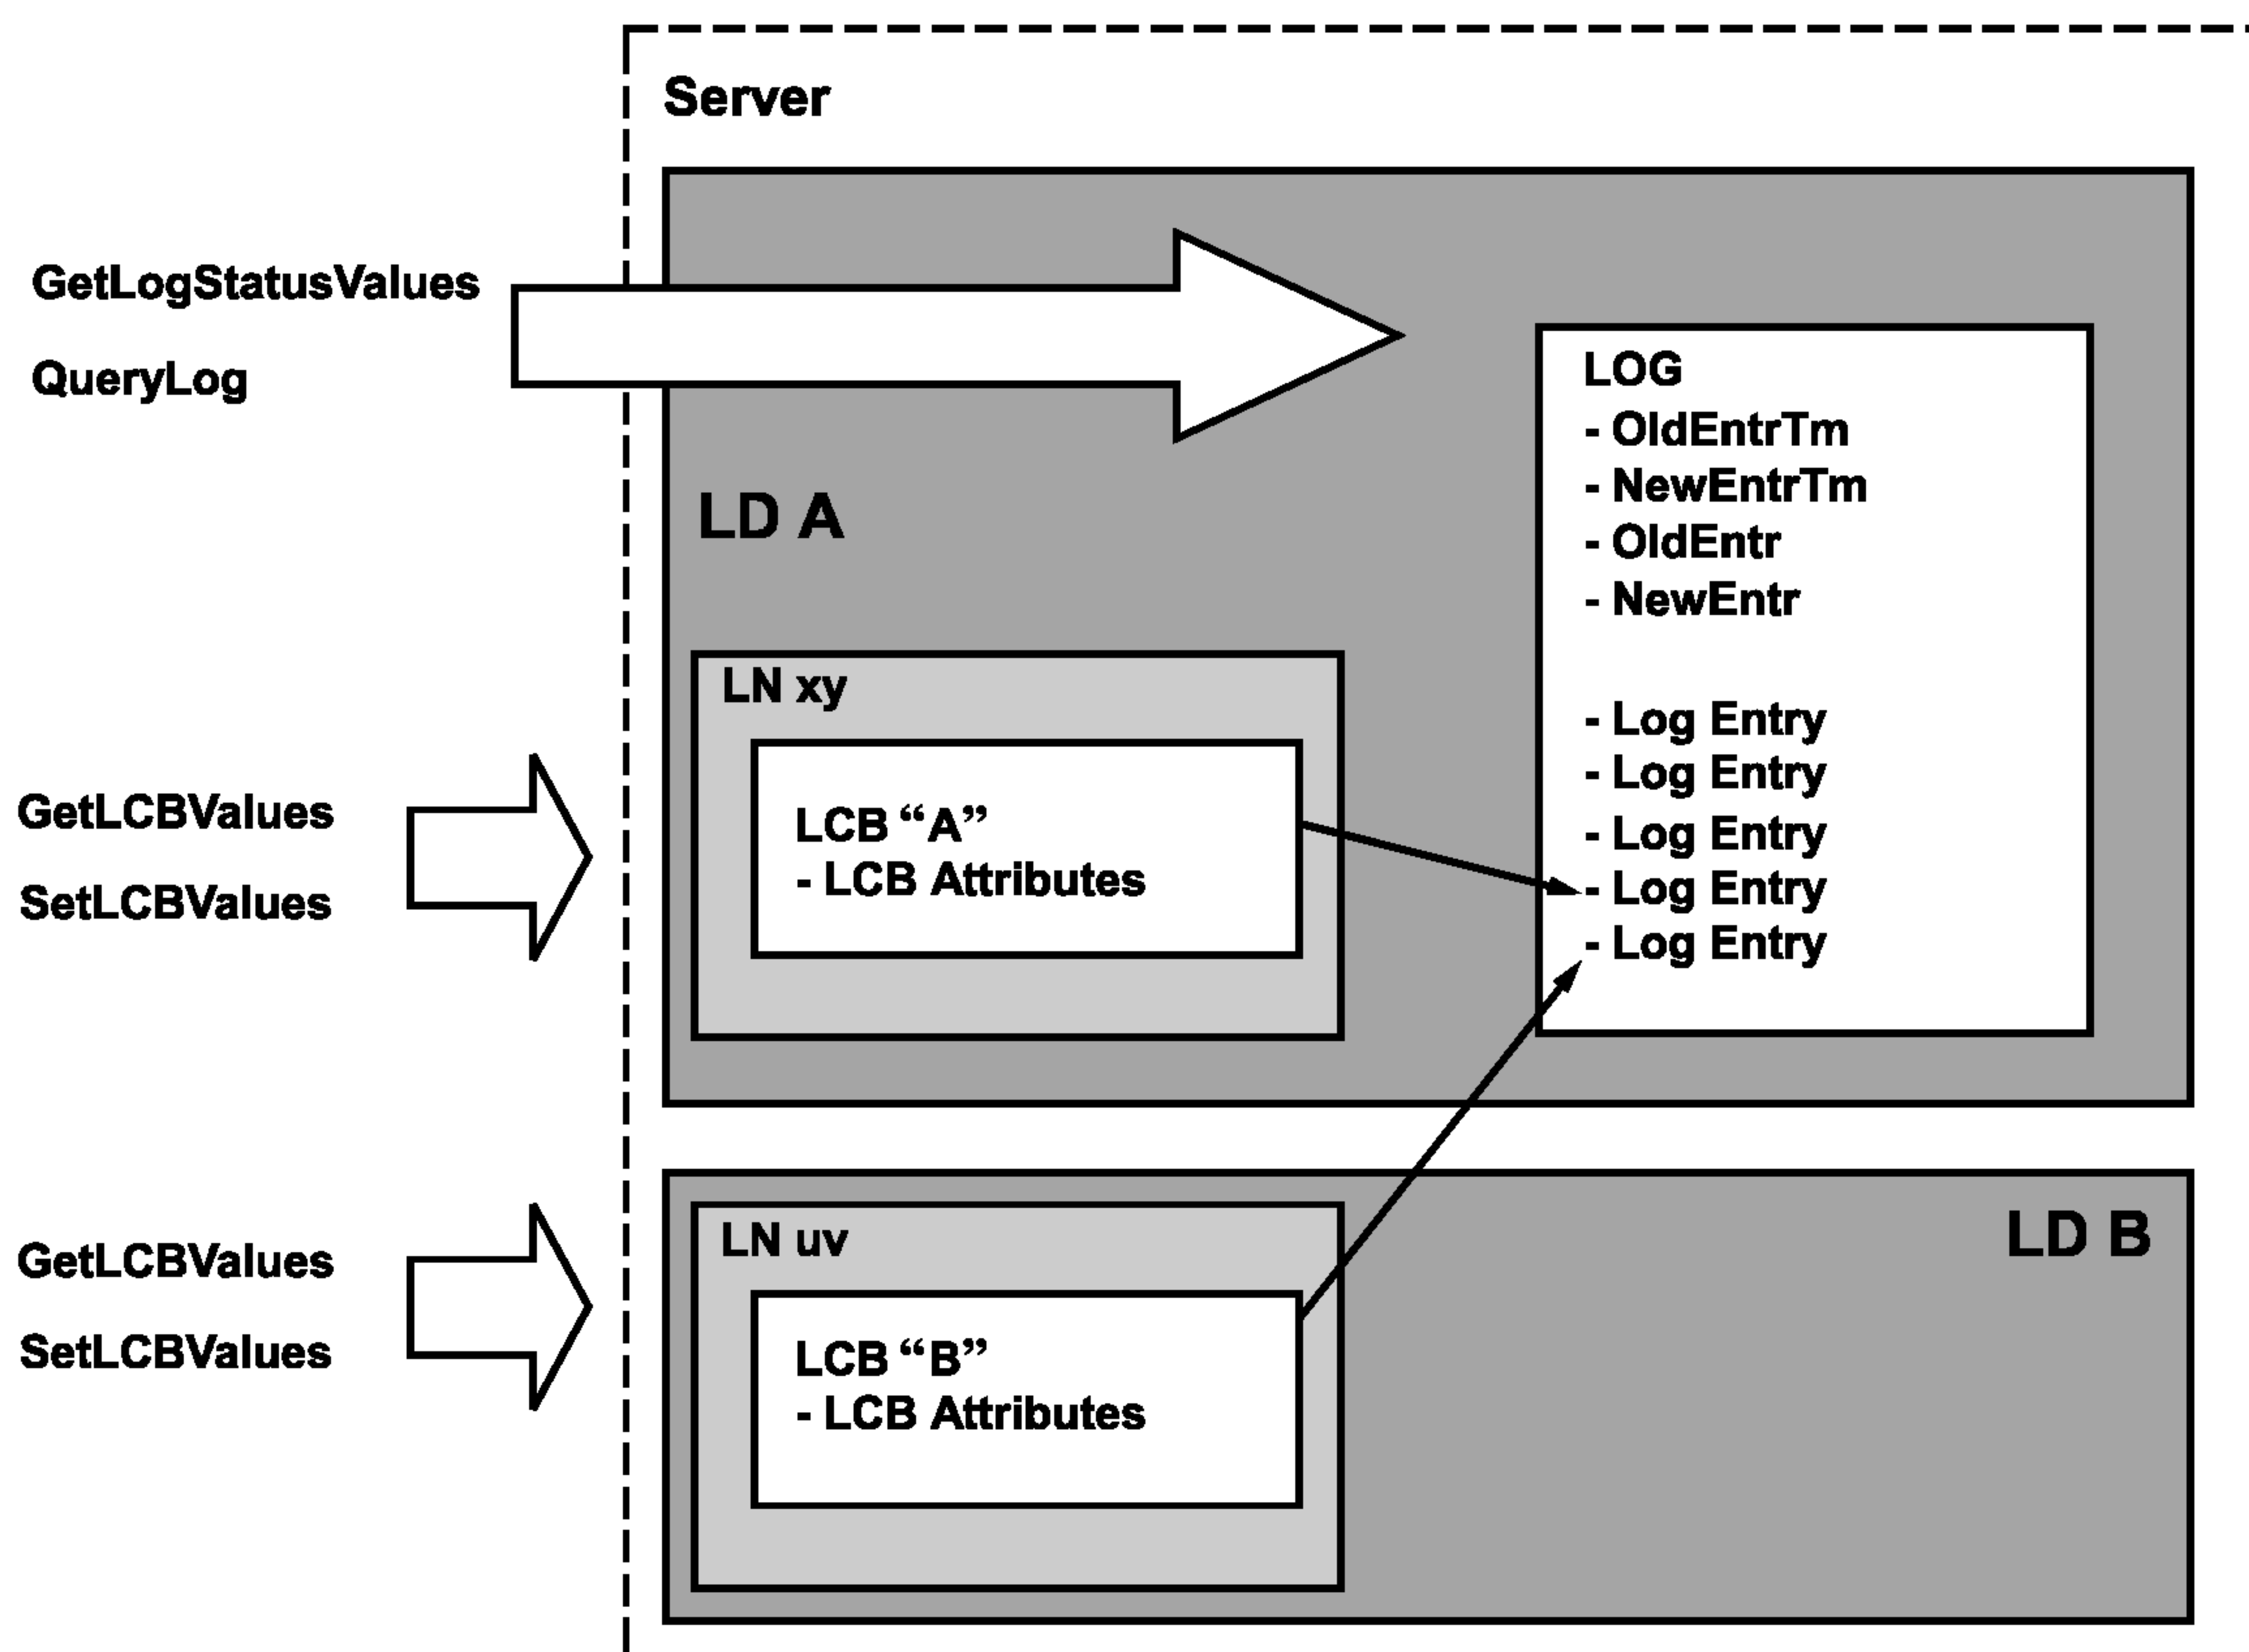 Server
GetLogStatusValues
QueryLog
LOG
- OldEntrTm
- NewEntrTm
- OldEntr
- NewEntr
- Log Entry
- Log Entry
- Log Entry
- Log Entry
- Log Entry
LD A
LN xy
LCB “A”
- LCB Attributes
GetLCBValues
SetLCBValues
LD B
LN uv
LCB “B”
- LCB Attributes
GetLCBValues
SetLCBValues